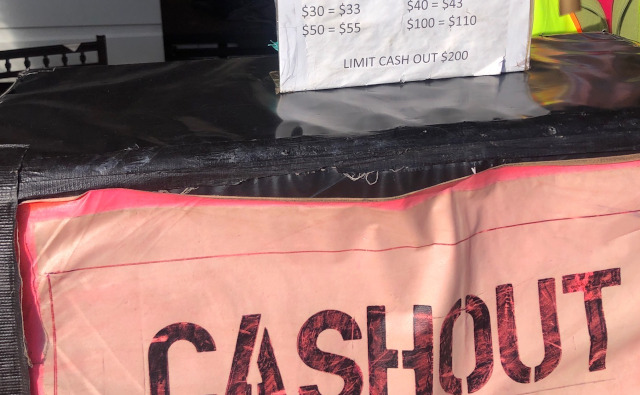 $30 = $33 $40 = $43
$50 = $55 $100 = $110
LIMIT CASH OUT $200
CASHOUT